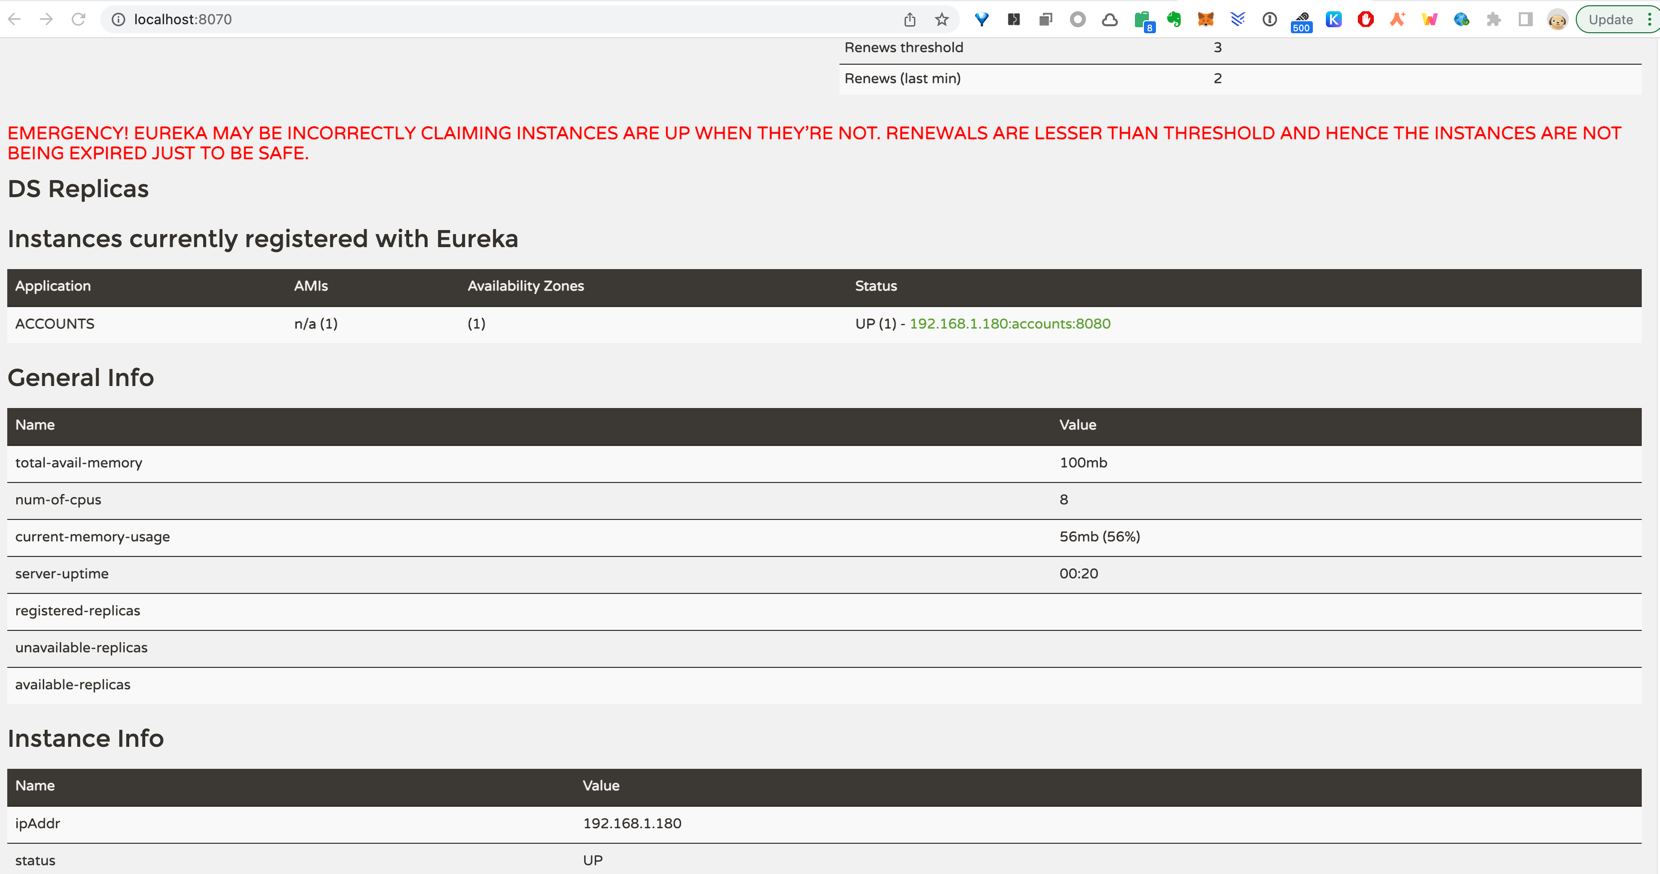 localhost:8070
8
500
Update
Renews threshold 3
Renews (last min) 2
EMERGENCY! EUREKA MAY BE INCORRECTLY CLAIMING INSTANCES ARE UP WHEN THEY'RE NOT. RENEWALS ARE LESSER THAN THRESHOLD AND HENCE THE INSTANCES ARE NOT
BEING EXPIRED JUST TO BE SAFE.
DS Replicas
Instances currently registered with Eureka
Application AMIs Availability Zones Status
ACCOUNTS n/a (1) (1) UP (1) - 192.168.1.180:accounts:8080
General Info
Name Value
total-avail-memory 100mb
num-of-cpus 8
current-memory-usage 56mb (56%)
server-uptime 00:20
registered-replicas
unavailable-replicas
available-replicas
Instance Info
Name Value
ipAddr 192.168.1.180
status UP